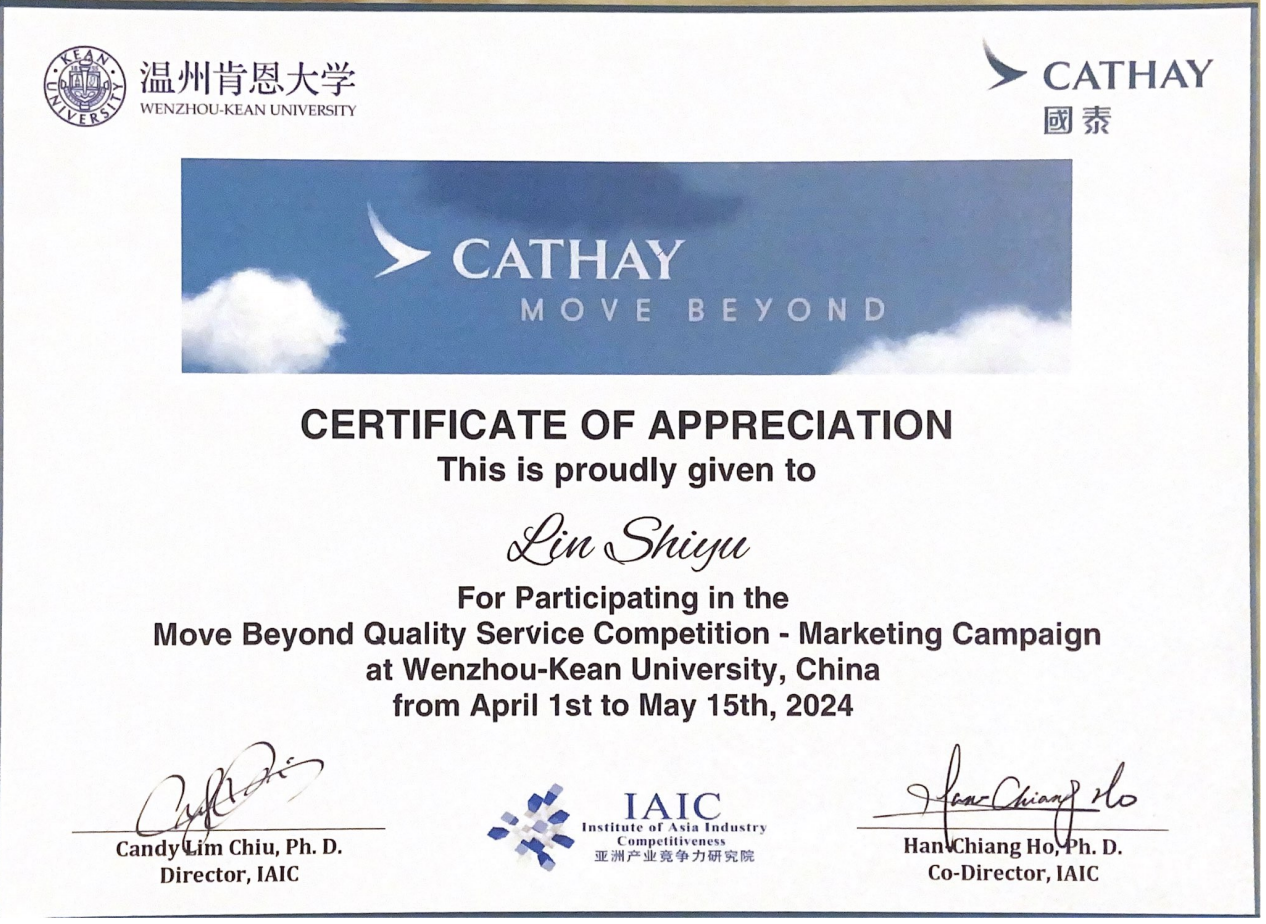 KEAN UNIVERSITY
温州肯恩大学
WENZHOU-KEAN UNIVERSITY
CATHAY
國泰
CATHAY
MOVE BEYOND
CERTIFICATE OF APPRECIATION
This is proudly given to
Lin Shiyu
For Participating in the
Move Beyond Quality Service Competition - Marketing Campaign
at Wenzhou-Kean University, China
from April 1st to May 15th, 2024
Han Chiang Ho
Candy Lim Chiu, Ph. D.
Director, IAIC
IAIC
Institute of Asia Industry
Competitiveness
亚洲产业竞争力研究院
Han Chiang Ho, Ph. D.
Co-Director, IAIC